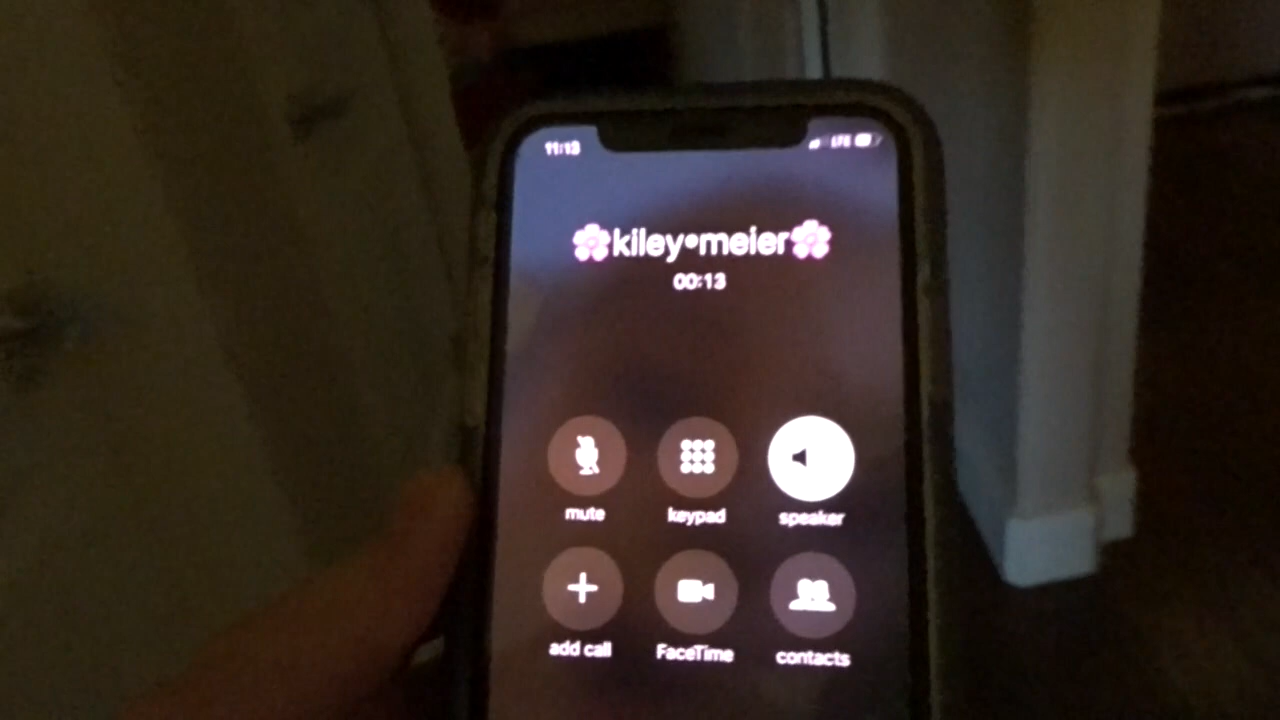 11:13 LTE
🌸kiley•meier🌸
00:13
mute keypad speaker
add call FaceTime contacts